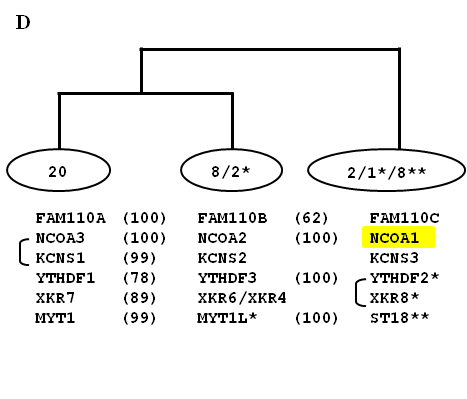 D
20 8/2* 2/1*/8**
FAM110A (100) FAM110B (62) FAM110C
NCOA3 (100) NCOA2 (100) NCOA1
KCNS1 (99) KCNS2 KCNS3
YTHDF1 (78) YTHDF3 (100) YTHDF2*
XKR7 (89) XKR6/XKR4 XKR8*
MYT1 (99) MYT1L* (100) ST18**